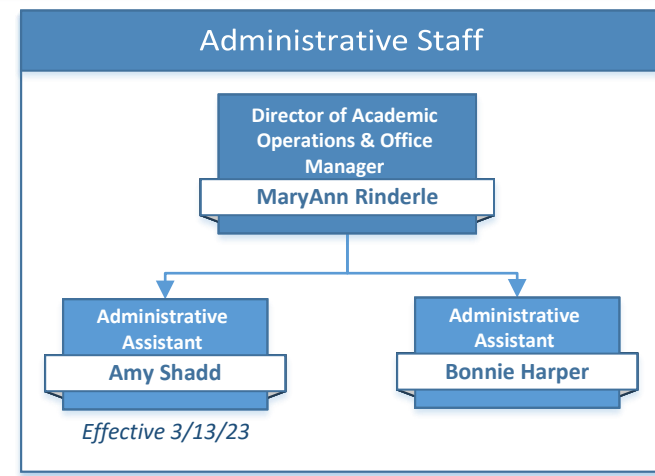 Administrative Staff
Director of Academic
Operations & Office
Manager
MaryAnn Rinderle
Administrative
Assistant
Amy Shadd
Effective 3/13/23
Administrative
Assistant
Bonnie Harper